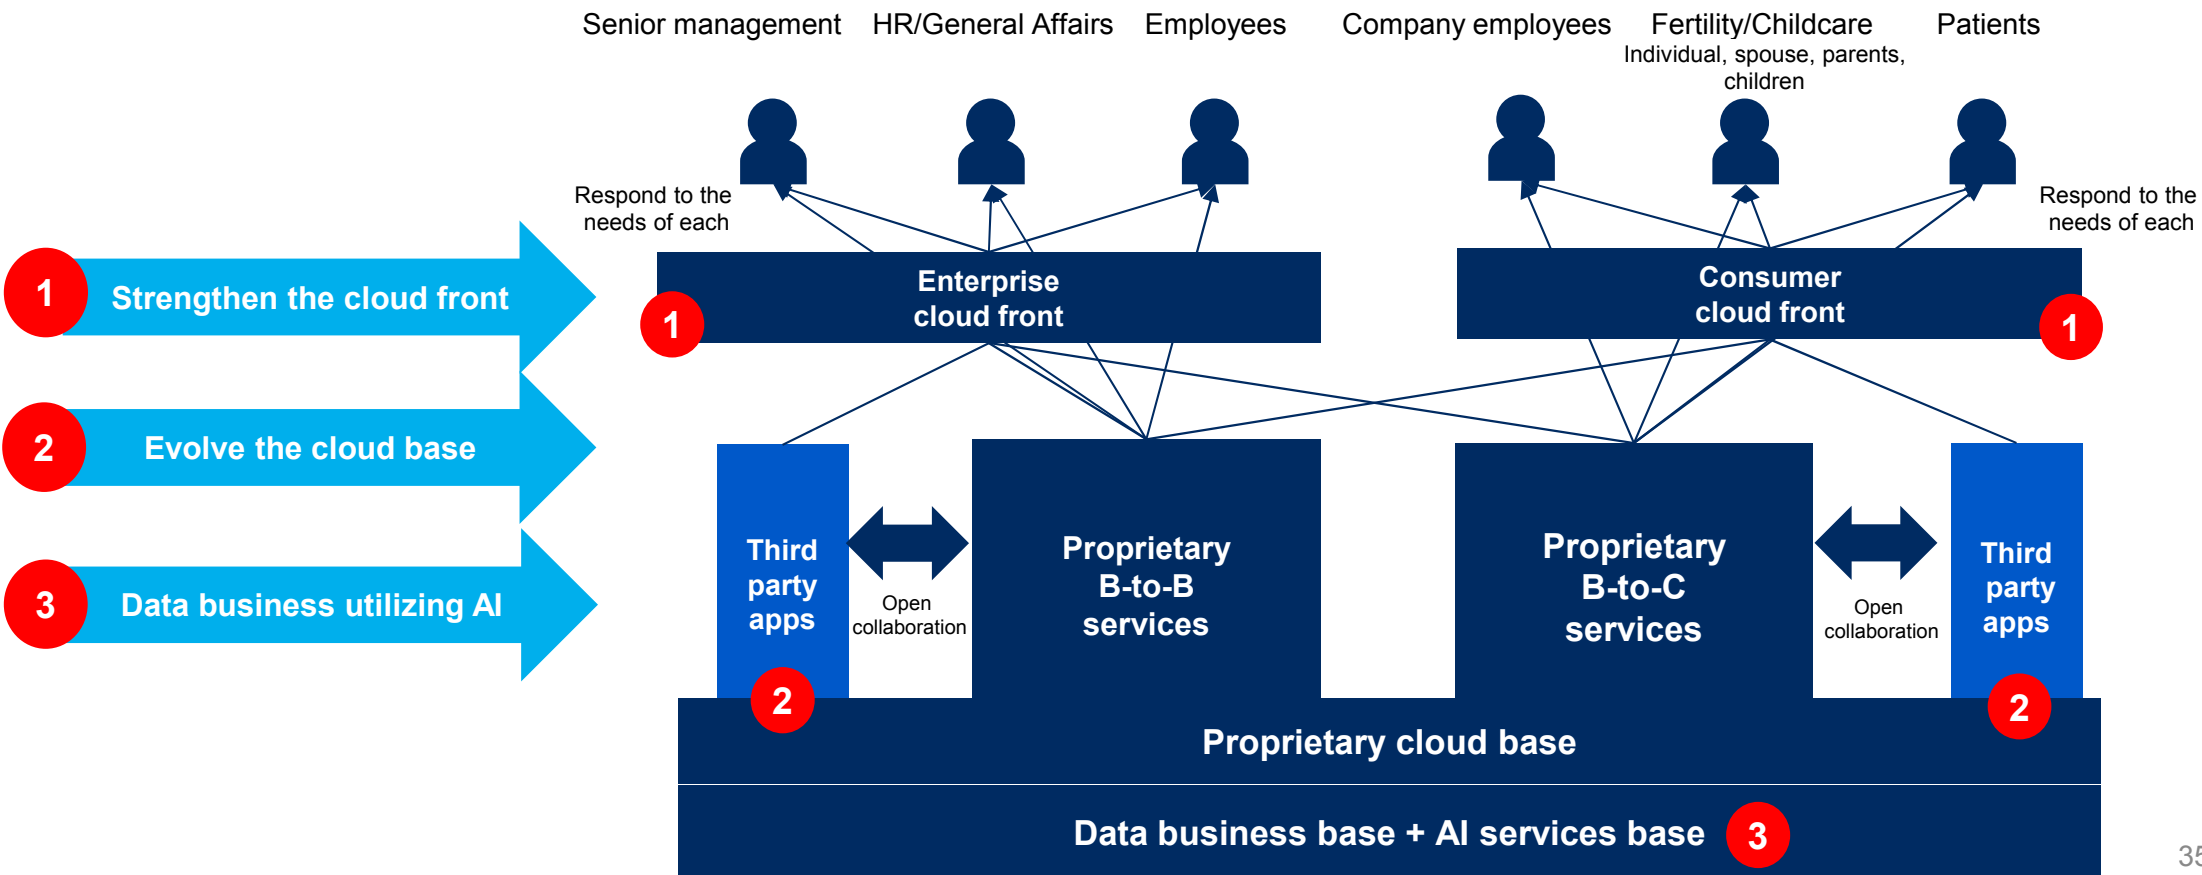 Senior management
HR/General Affairs
Employees
Company employees
Fertility/Childcare
Individual, spouse, parents,
children
Patients
Respond to the
needs of each
Respond to the
needs of each
1
Strengthen the cloud front
Enterprise
cloud front
1
Consumer
cloud front
1
2
Evolve the cloud base
3
Data business utilizing AI
Third
party
apps
2
Open
collaboration
Proprietary
B-to-B
services
Proprietary
B-to-C
services
Open
collaboration
Third
party
apps
2
Proprietary cloud base
Data business base + AI services base
3
35